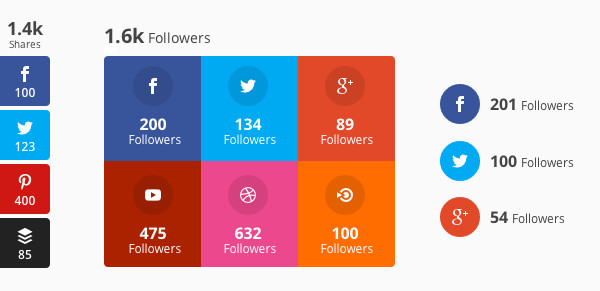 1.4k
Shares
100
123
400
85
1.6k Followers
200
Followers
134
Followers
89
Followers
475
Followers
632
Followers
100
Followers
201 Followers
100 Followers
54 Followers